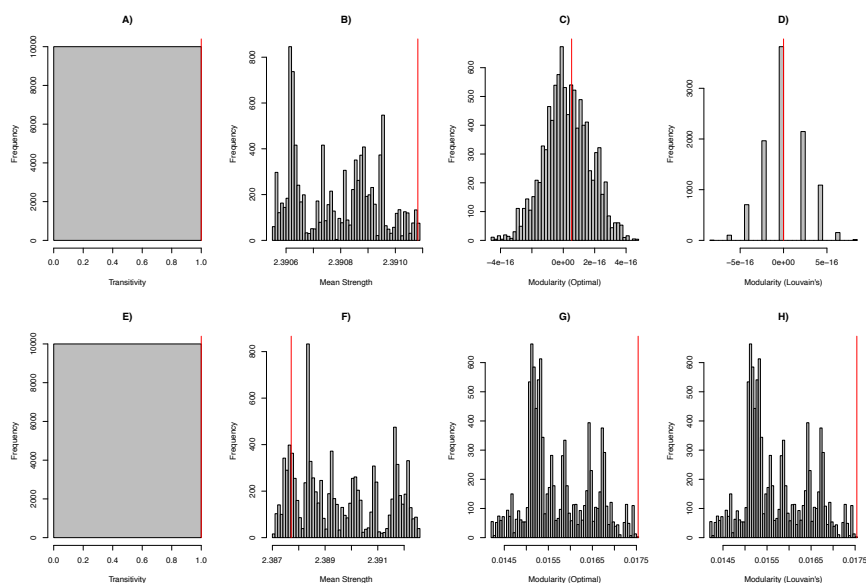 A)
Frequency
0 2000 4000 6000 8000 10000
0.0 0.2 0.4 0.6 0.8 1.0
Transitivity
B)
Frequency
0 200 400 600 800
2.3906 2.3908 2.3910
Mean Strength
C)
Frequency
0 100 200 300 400 500 600
−4e−16 0e+00 2e−16 4e−16
Modularity (Optimal)
D)
Frequency
0 1000 2000 3000
−5e−16 0e+00 5e−16
Modularity (Louvain's)
E)
Frequency
0 2000 4000 6000 8000 10000
0.0 0.2 0.4 0.6 0.8 1.0
Transitivity
F)
Frequency
0 200 400 600 800
2.387 2.389 2.391
Mean Strength
G)
Frequency
0 100 200 300 400 500 600
0.0145 0.0155 0.0165 0.0175
Modularity (Optimal)
H)
Frequency
0 100 200 300 400 500 600
0.0145 0.0155 0.0165 0.0175
Modularity (Louvain's)